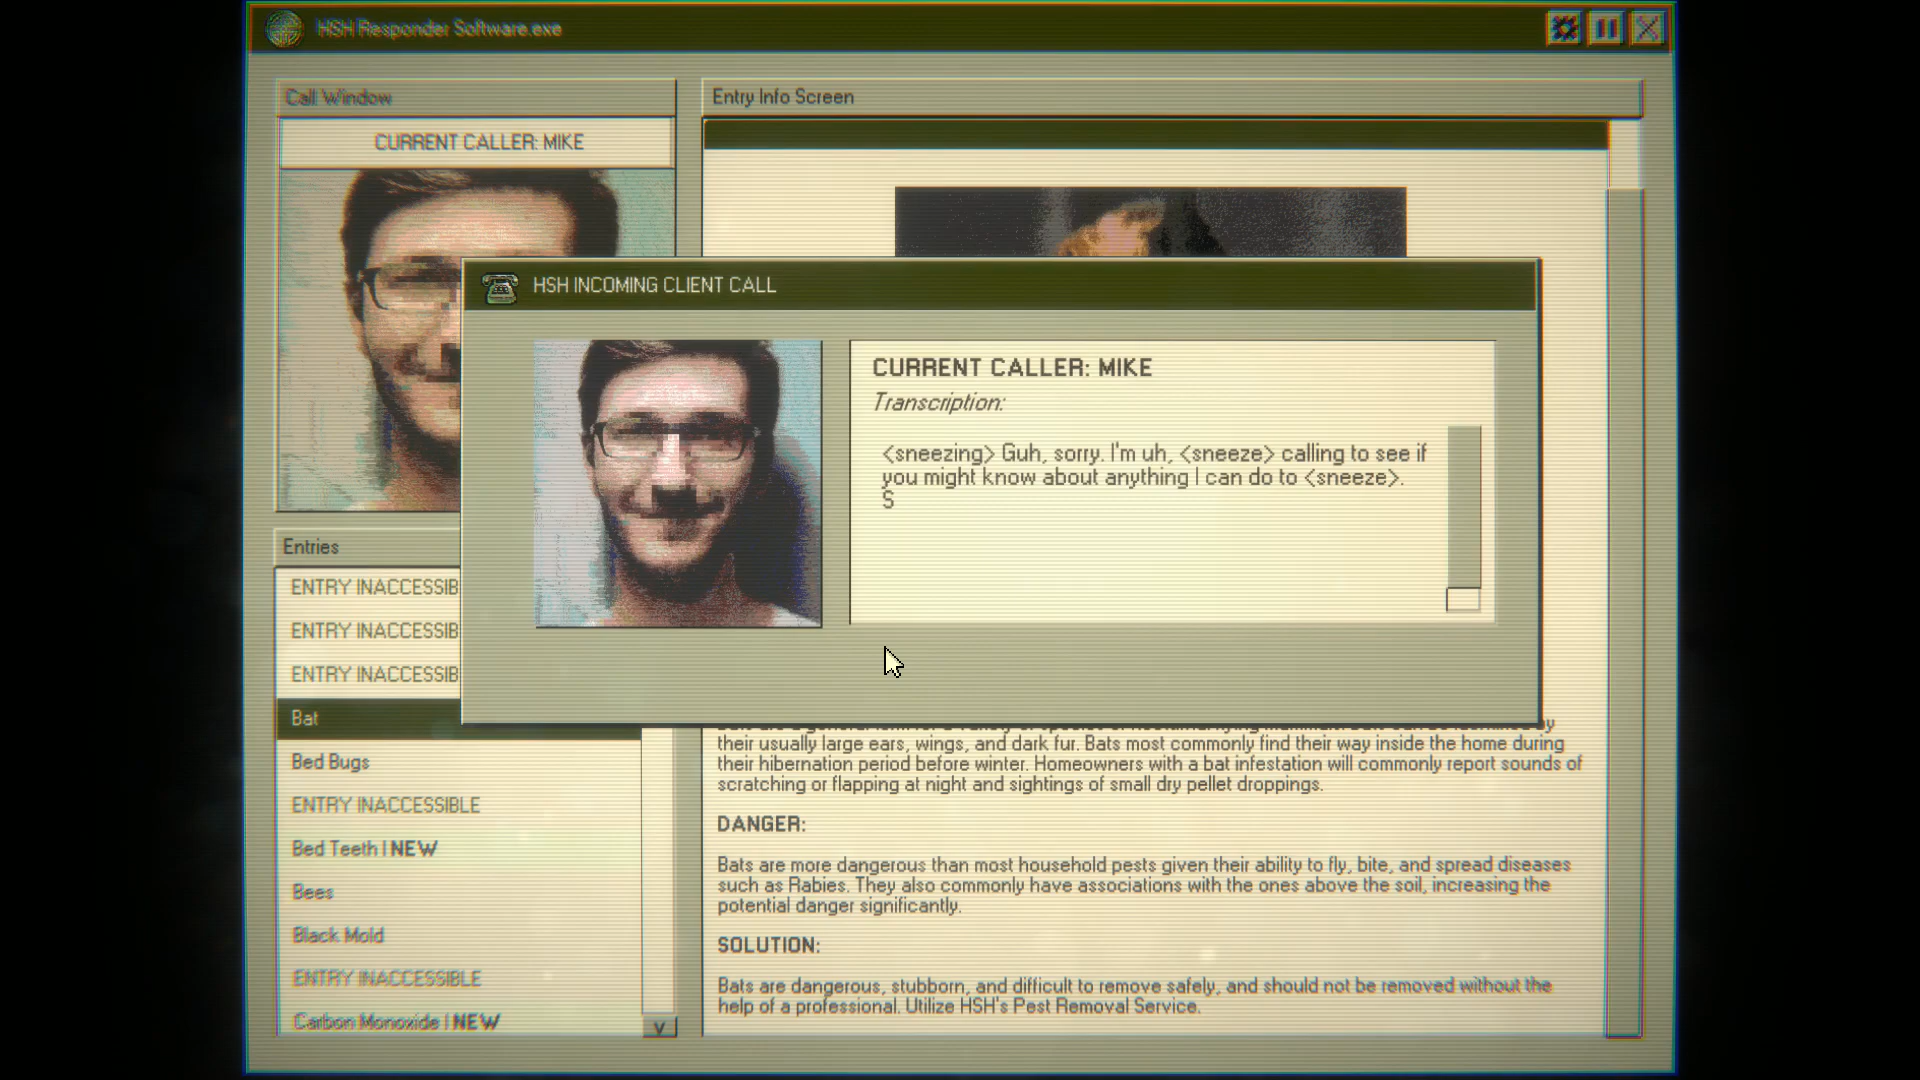 HSH Responder Software.exe
Call Window
CURRENT CALLER: MIKE
Entry Info Screen
HSH INCOMING CLIENT CALL
CURRENT CALLER: MIKE
Transcription:
<sneezing> Guh, sorry. I'm uh, <sneeze> calling to see if
you might know about anything I can do to <sneeze>.
S
Entries
ENTRY INACCESSIB
ENTRY INACCESSIB
ENTRY INACCESSIB
Bat
Bed Bugs
ENTRY INACCESSIBLE
Bed Teeth | NEW
Bees
Black Mold
ENTRY INACCESSIBLE
Carbon Monoxide | NEW
V
their usually large ears, wings, and dark fur. Bats most commonly find their way inside the home during
their hibernation period before winter. Homeowners with a bat infestation will commonly report sounds of
scratching or flapping at night and sightings of small dry pellet droppings.
DANGER:
Bats are more dangerous than most household pests given their ability to fly, bite, and spread diseases
such as Rabies. They also commonly have associations with the ones above the soil, increasing the
potential danger significantly.
SOLUTION:
Bats are dangerous, stubborn, and difficult to remove safely, and should not be removed without the
help of a professional. Utilize HSH's Pest Removal Service.